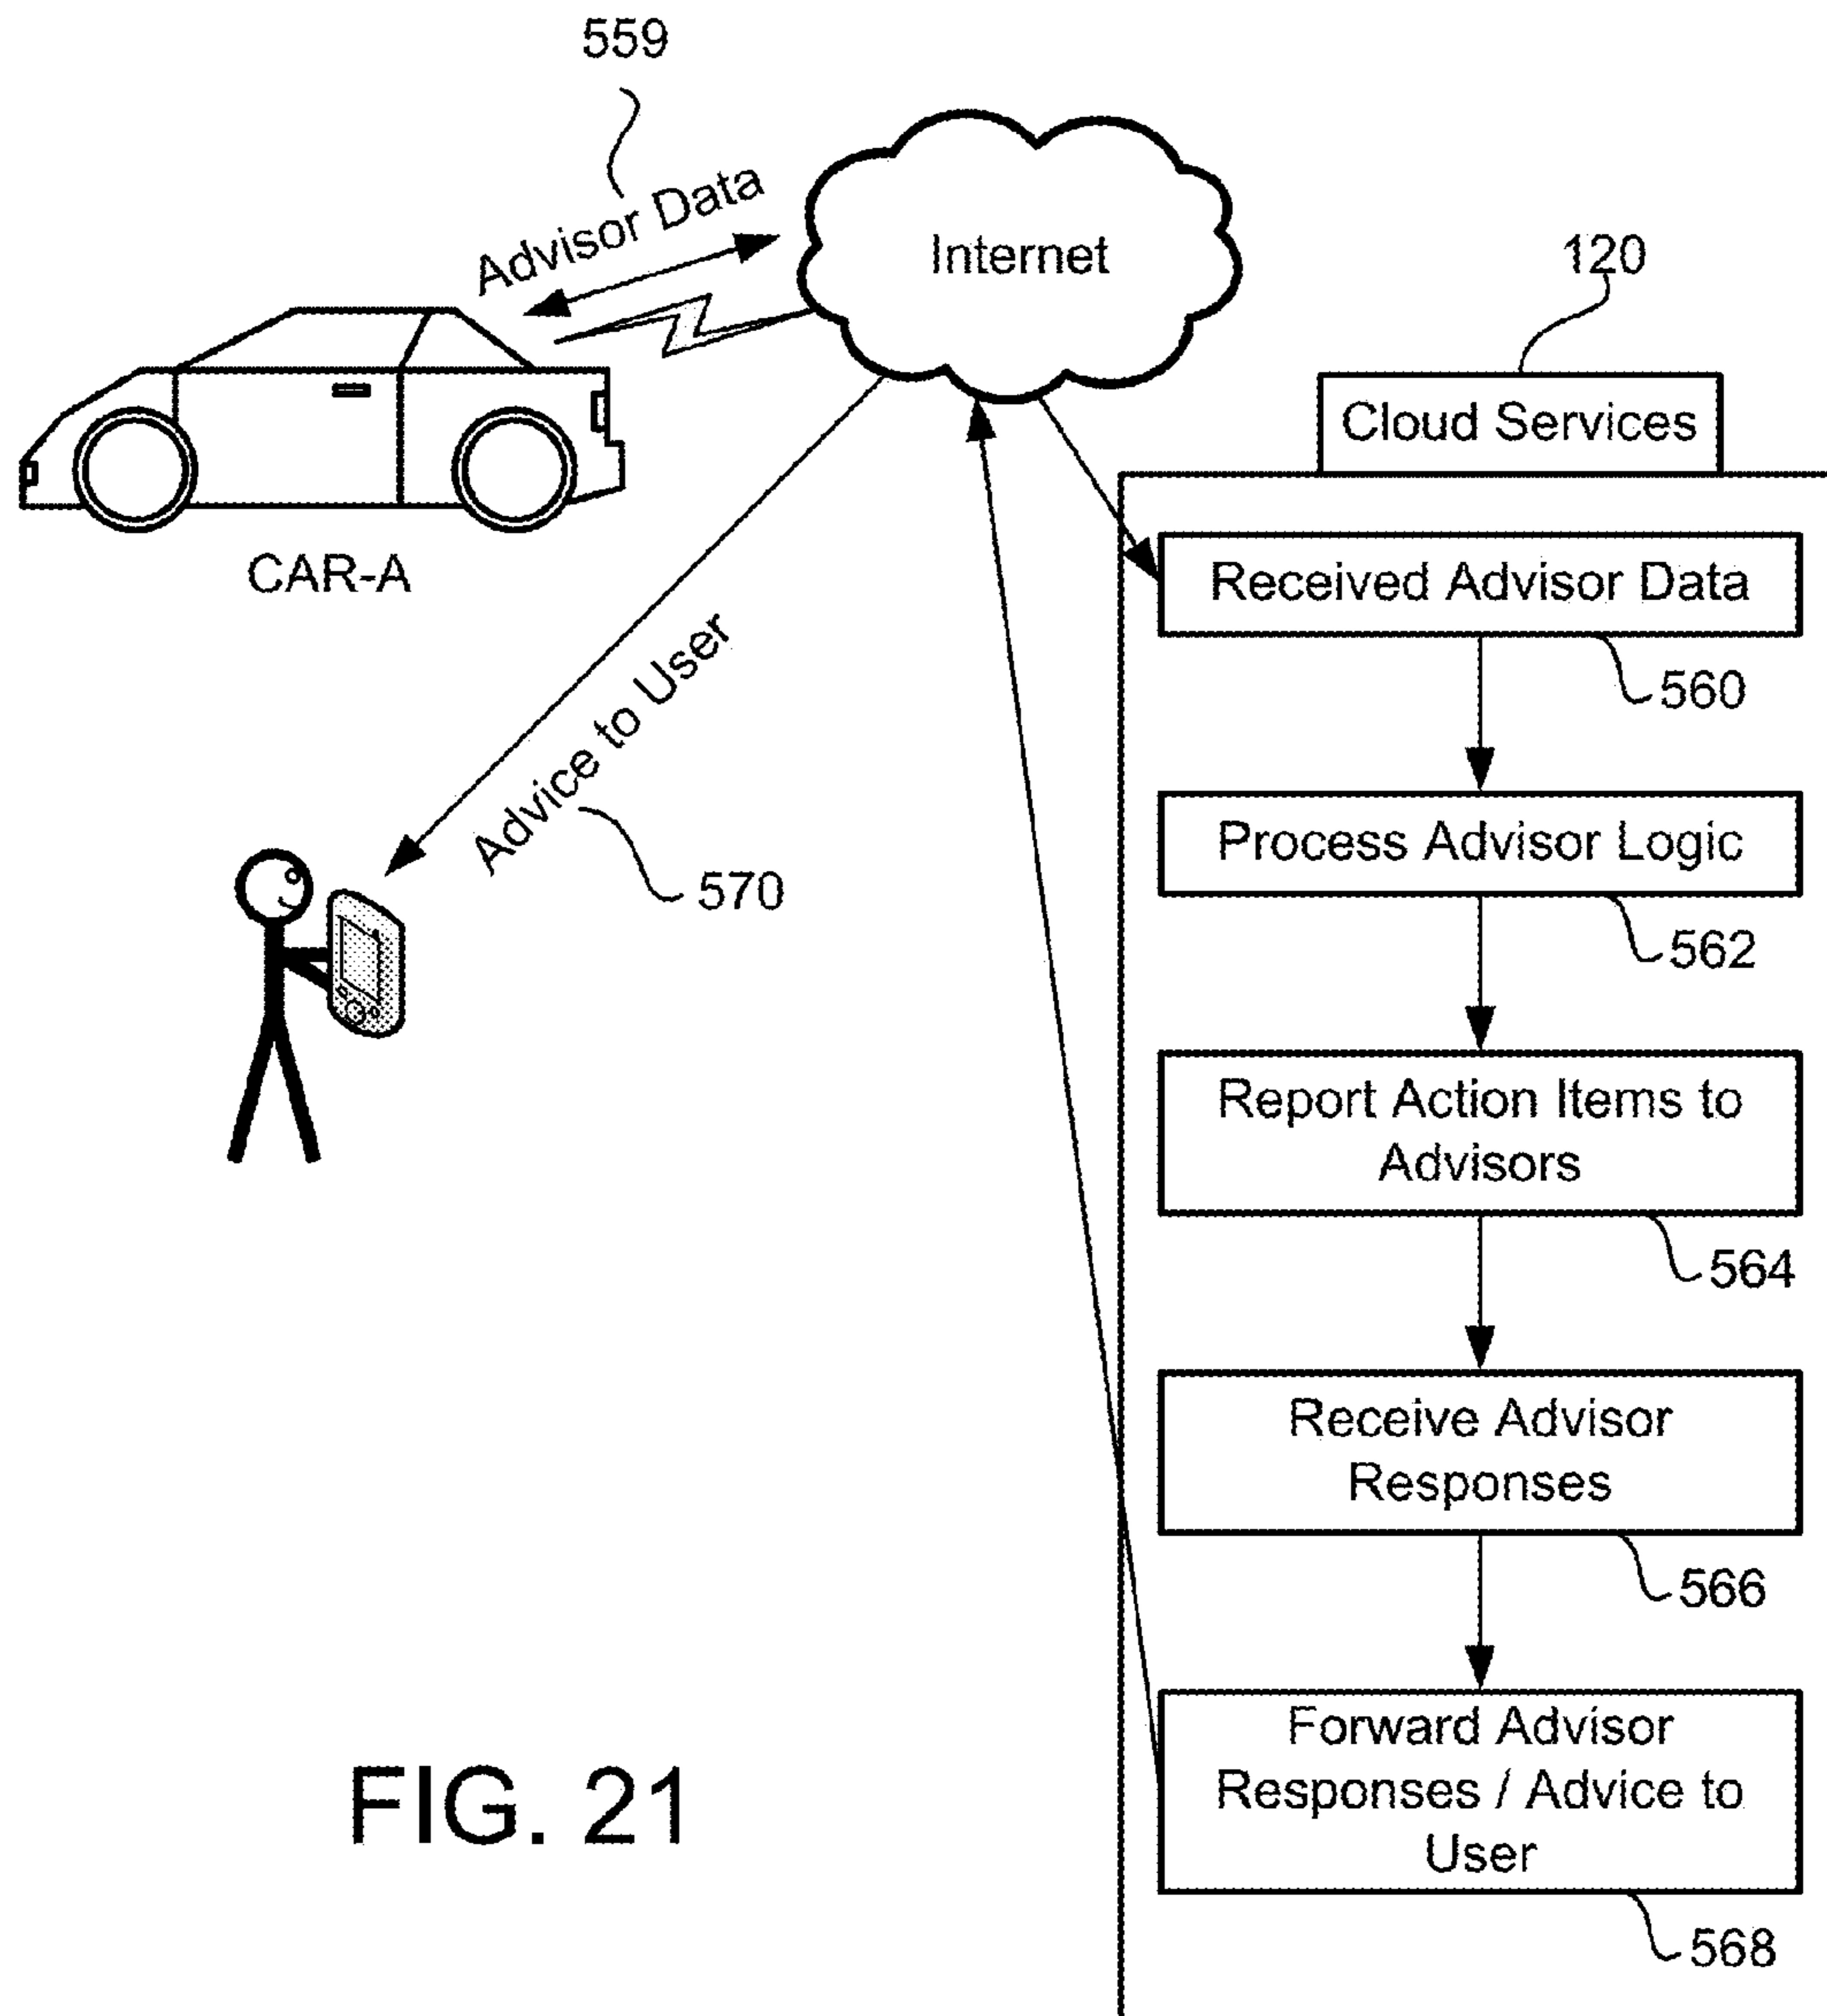 559
Advisor Data
Internet
120
Cloud Services
CAR-A
Received Advisor Data
560
Advice to User
570
Process Advisor Logic
562
Report Action Items to
Advisors
564
Receive Advisor
Responses
566
Forward Advisor
Responses / Advice to
User
568
FIG. 21